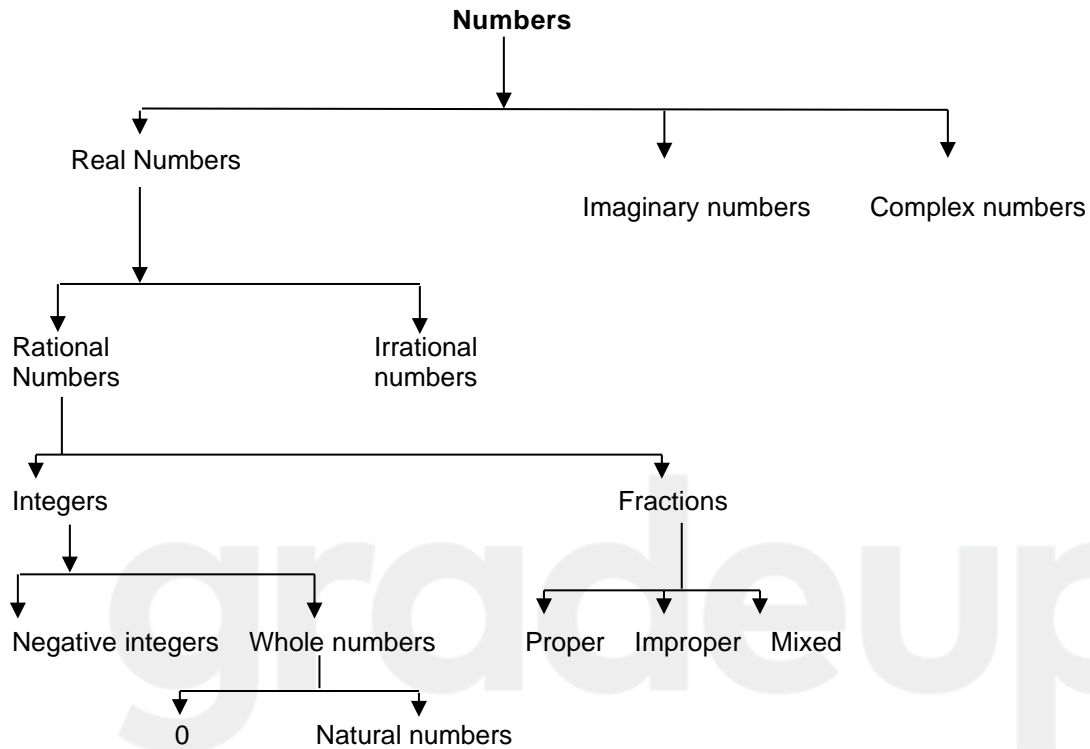 Numbers
Real Numbers
Imaginary numbers
Complex numbers
Rational
Numbers
Irrational
numbers
Integers
Fractions
Negative integers
Whole numbers
Proper
Improper
Mixed
0
Natural numbers
gradeup